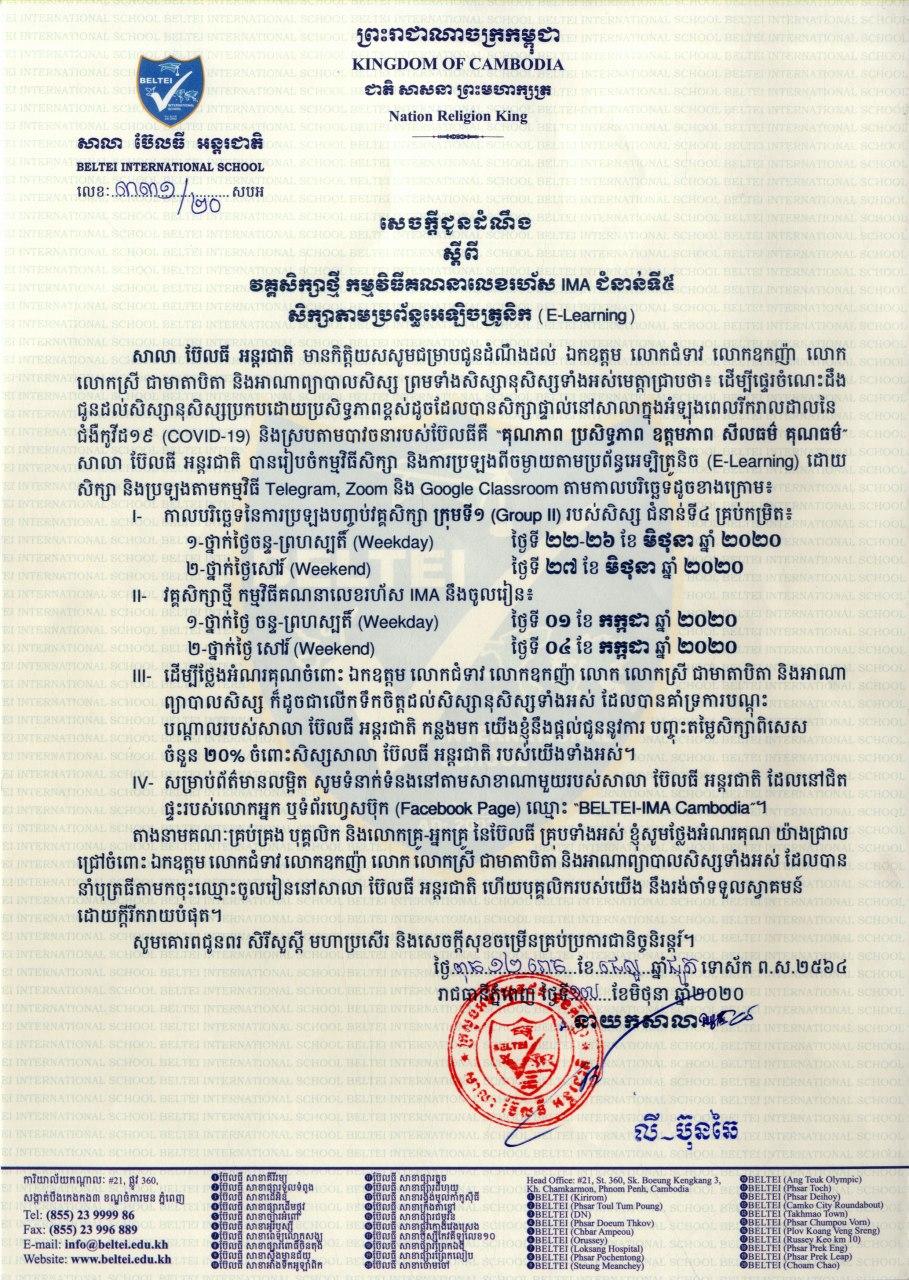 ព្រះរាជាណាចក្រកម្ពុជា
KINGDOM OF CAMBODIA
ជាតិ សាសនា ព្រះមហាក្សត្រ
Nation Religion King
BELTEI
INTERNATIONAL
SCHOOL
សាលា ប៊ែលធី អន្តរជាតិ
BELTEI INTERNATIONAL SCHOOL
លេខ: ៣៣១/២០ សបអ
សេចក្តីជូនដំណឹង
ស្តីពី
វគ្គសិក្សាថ្មី កម្មវិធីគណនាលេខរហ័ស IMA ជំនាន់ទី៥
សិក្សាតាមប្រព័ន្ធអេឡិចត្រូនិក (E-Learning)
សាលា ប៊ែលធី អន្តរជាតិ មានកិត្តិយសសូមជម្រាបជូនដំណឹងដល់ ឯកឧត្តម លោកជំទាវ លោកឧកញ៉ា លោក
លោកស្រី ជាមាតាបិតា និងអាណាព្យាបាលសិស្ស ព្រមទាំងសិស្សានុសិស្សទាំងអស់មេត្តាជ្រាបថា៖ ដើម្បីផ្ទេរចំណេះដឹង
ជូនដល់សិស្សានុសិស្សប្រកបដោយប្រសិទ្ធភាពខ្ពស់ដូចដែលបានសិក្សាផ្ទាល់នៅសាលាក្នុងអំឡុងពេលរីករាលដាលនៃ
ជំងឺកូវីដ១៩ (COVID-19) និងស្របតាមបាវចនារបស់ប៊ែលធីគឺ "គុណភាព ប្រសិទ្ធភាព ឧត្តមភាព សីលធម៌ គុណធម៌"
សាលា ប៊ែលធី អន្តរជាតិ បានរៀបចំកម្មវិធីសិក្សា និងការប្រឡងពីចម្ងាយតាមប្រព័ន្ធអេឡិត្រូនិច (E-Learning) ដោយ
សិក្សា និងប្រឡងតាមកម្មវិធី Telegram, Zoom និង Google Classroom តាមកាលបរិច្ឆេទដូចខាងក្រោម៖
I- កាលបរិច្ឆេទនៃការប្រឡងបញ្ចប់វគ្គសិក្សា ក្រុមទី១ (Group II) របស់សិស្ស ជំនាន់ទី៤ គ្រប់កម្រិត៖
១-ថ្នាក់ថ្ងៃចន្ទ-ព្រហស្បតិ៍ (Weekday) ថ្ងៃទី ២២-២៦ ខែ មិថុនា ឆ្នាំ ២០២០
២-ថ្នាក់ថ្ងៃសៅរ៍ (Weekend) ថ្ងៃទី ២៧ ខែ មិថុនា ឆ្នាំ ២០២០
II- វគ្គសិក្សាថ្មី កម្មវិធីគណនាលេខរហ័ស IMA នឹងចូលរៀន៖
១-ថ្នាក់ថ្ងៃ ចន្ទ-ព្រហស្បតិ៍ (Weekday) ថ្ងៃទី ០១ ខែ កក្កដា ឆ្នាំ ២០២០
២-ថ្នាក់ថ្ងៃ សៅរ៍ (Weekend) ថ្ងៃទី ០៤ ខែ កក្កដា ឆ្នាំ ២០២០
III- ដើម្បីថ្លែងអំណរគុណចំពោះ ឯកឧត្តម លោកជំទាវ លោកឧកញ៉ា លោក លោកស្រី ជាមាតាបិតា និងអាណា
ព្យាបាលសិស្ស ក៏ដូចជាលើកទឹកចិត្តដល់សិស្សានុសិស្សទាំងអស់ ដែលបានគាំទ្រការបណ្តុះ
បណ្តាលរបស់សាលា ប៊ែលធី អន្តរជាតិ កន្លងមក យើងខ្ញុំនឹងផ្តល់ជូននូវការ បញ្ចុះតម្លៃសិក្សាពិសេស
ចំនួន ២០% ចំពោះសិស្សសាលា ប៊ែលធី អន្តរជាតិ របស់យើងទាំងអស់។
IV- សម្រាប់ព័ត៌មានលម្អិត សូមទំនាក់ទំនងនៅតាមសាខាណាមួយរបស់សាលា ប៊ែលធី អន្តរជាតិ ដែលនៅជិត
ផ្ទះរបស់លោកអ្នក ឬទំព័រហ្វេសប៊ុក (Facebook Page) ឈ្មោះ "BELTEI-IMA Cambodia"។
តាងនាមគណៈគ្រប់គ្រង បុគ្គលិក និងលោកគ្រូ-អ្នកគ្រូ នៃប៊ែលធី គ្រុបទាំងអស់ ខ្ញុំសូមថ្លែងអំណរគុណ យ៉ាងជ្រាល
ជ្រៅចំពោះ ឯកឧត្តម លោកជំទាវ លោកឧកញ៉ា លោក លោកស្រី ជាមាតាបិតា និងអាណាព្យាបាលសិស្សទាំងអស់ ដែលបាន
នាំបុត្រធីតាមកចុះឈ្មោះចូលរៀននៅសាលា ប៊ែលធី អន្តរជាតិ ហើយបុគ្គលិករបស់យើង នឹងរង់ចាំទទួលស្វាគមន៍
ដោយក្តីរីករាយបំផុត។
សូមគោរពជូនពរ សិរីសួស្តី មហាប្រសើរ និងសេចក្តីសុខចម្រើនគ្រប់ប្រការជានិច្ចនិរន្តរ៍។
ថ្ងៃ ១២ រោច ខែ ជេស្ឋ ឆ្នាំជូត ទោស័ក ព.ស.២៥៦៤
រាជធានីភ្នំពេញ ថ្ងៃទី១៧ ខែមិថុនា ឆ្នាំ២០២០
នាយកសាលា
BELTEI
សាលា ប៊ែលធី អន្តរជាតិ
លី-ប៊ុនឆៃ
ការិយាល័យកណ្តាល: #21, ផ្លូវ 360,
សង្កាត់បឹងកេងកង៣ ខណ្ឌចំការមន ភ្នំពេញ
Tel: (855) 23 9999 86
Fax: (855) 23 996 889
E-mail: info@beltei.edu.kh
Website: www.beltei.edu.kh
Head Office: #21, St. 360, Sk. Boeung Kengkang 3,
Kh. Chamkarmon, Phnom Penh, Cambodia
BELTEI (Kirirom)
BELTEI (Phsar Toul Tum Poung)
BELTEI (DN)
BELTEI (Phsar Doeum Thkov)
BELTEI (Chbar Ampeou)
BELTEI (Orussey)
BELTEI (Loksang Hospital)
BELTEI (Phsar Pochentong)
BELTEI (Steung Meanchey)
BELTEI (Ang Teuk Olympic)
BELTEI (Phsar Toch)
BELTEI (Phsar Deihoy)
BELTEI (Camko City Roundabout)
BELTEI (Takhmao Town)
BELTEI (Phsar Chumpou Vorn)
BELTEI (Plov Koang Veng Sreng)
BELTEI (Russey Keo km 10)
BELTEI (Phsar Prek Eng)
BELTEI (Phsar Prek Leap)
BELTEI (Choam Chao)